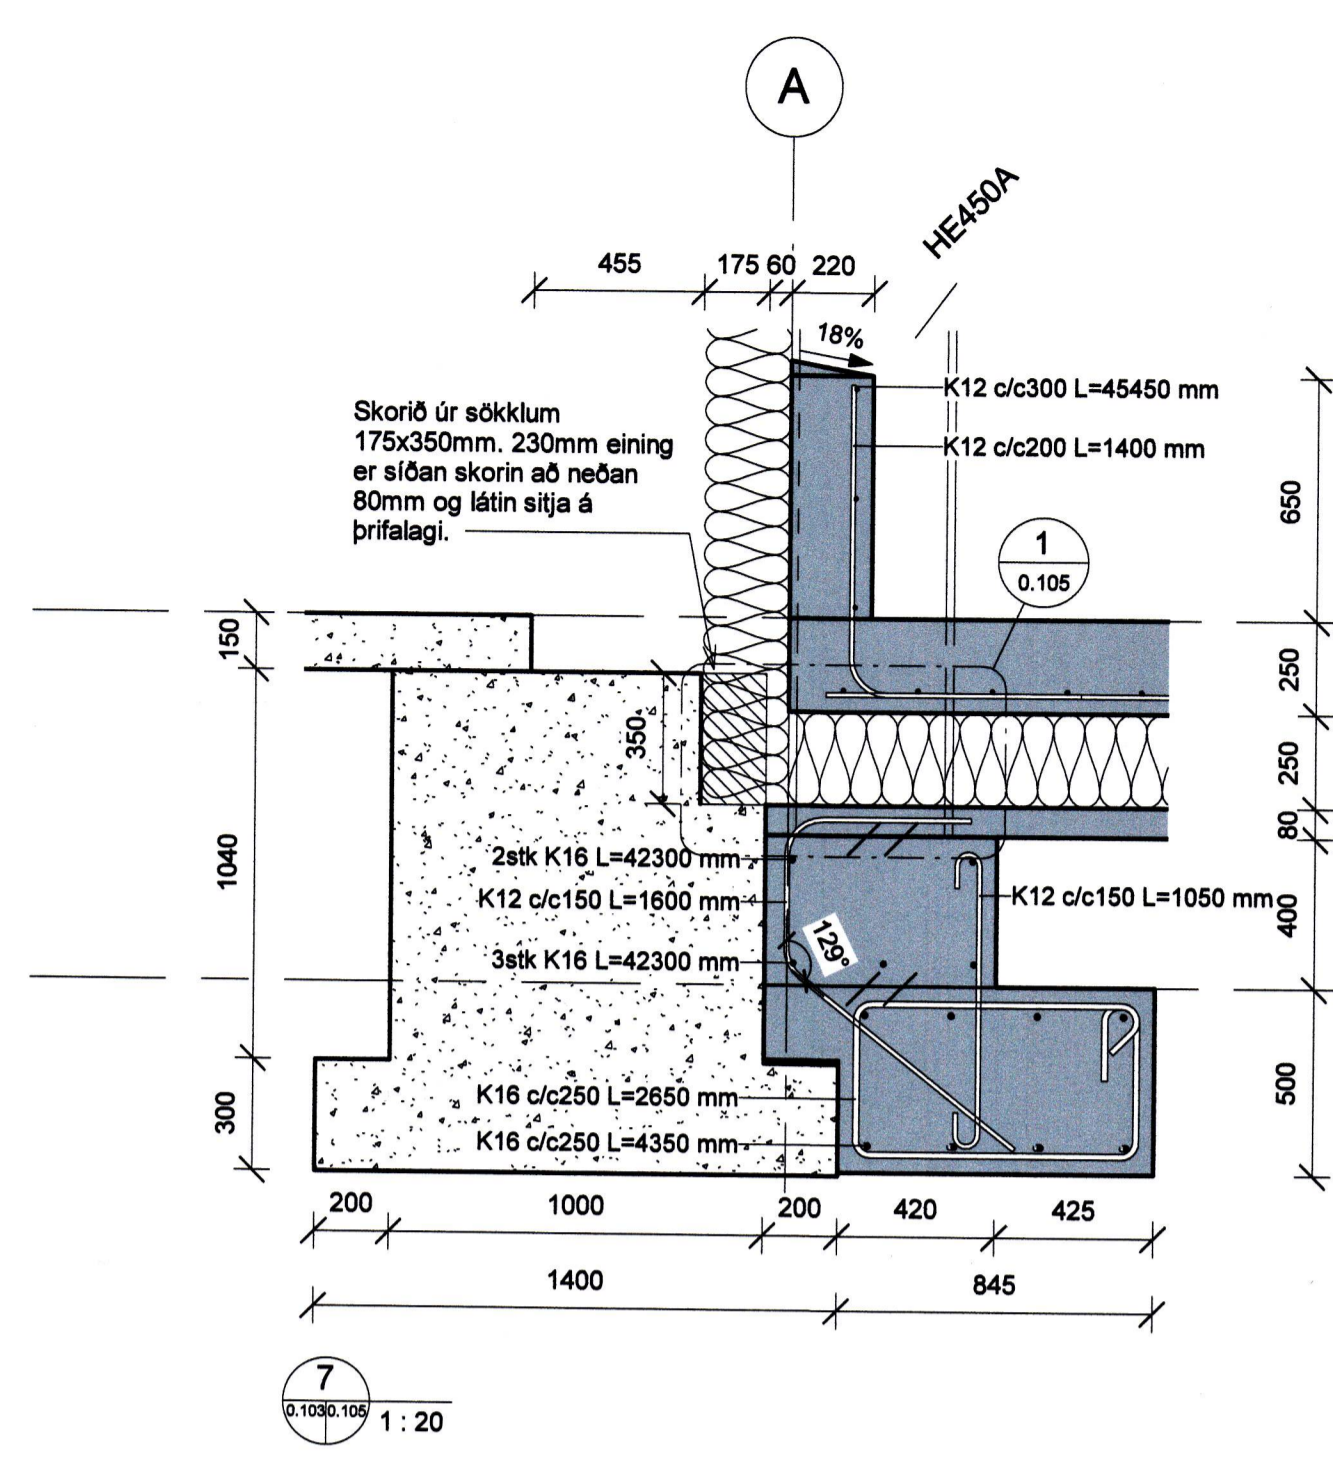 A
HE450A
455
175 60 220
18%
K12 c/c300 L=45450 mm
K12 c/c200 L=1400 mm
Skorið úr sökklum
175x350mm. 230mm eining
er síðan skorin að neðan
80mm og látin sitja á
þrifalagi.
650
1
0.105
150
250
350
250
80
1040
2stk K16 L=42300 mm
K12 c/c150 L=1600 mm
K12 c/c150 L=1050 mm
400
129°
3stk K16 L=42300 mm
K16 c/c250 L=2650 mm
500
300
K16 c/c250 L=4350 mm
200 1000 200 420 425
1400 845
7
0.103 0.105
1 : 20